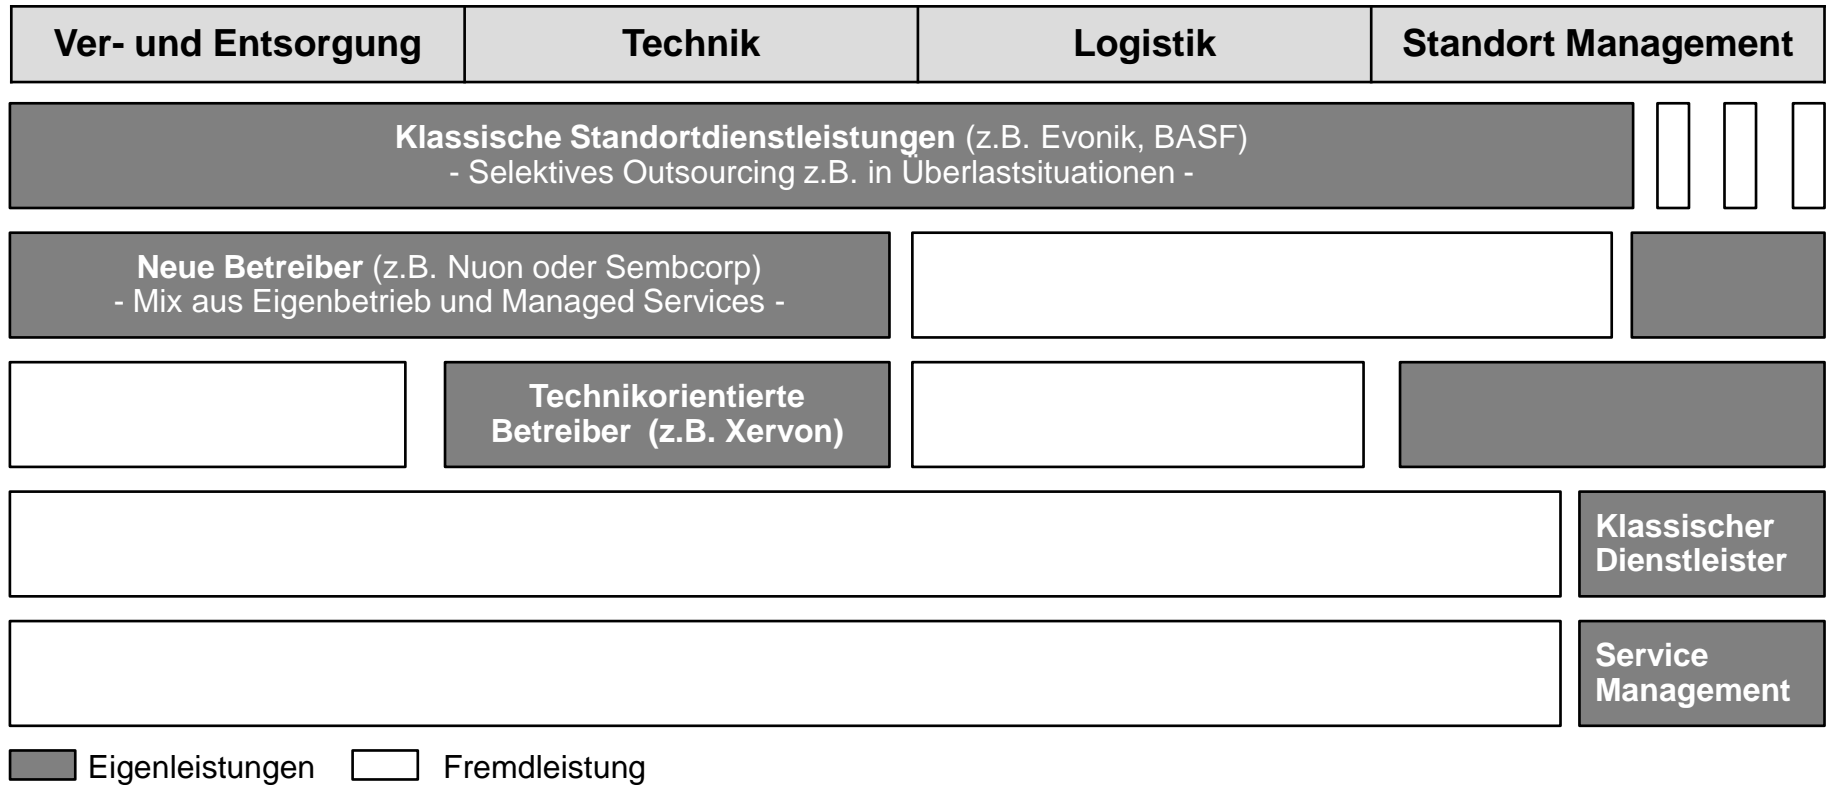 Ver- und Entsorgung Technik Logistik Standort Management
Klassische Standortdienstleistungen (z.B. Evonik, BASF)
- Selektives Outsourcing z.B. in Überlastsituationen -
Neue Betreiber (z.B. Nuon oder Sembcorp)
- Mix aus Eigenbetrieb und Managed Services -
Technikorientierte
Betreiber (z.B. Xervon)
Klassischer
Dienstleister
Service
Management
Eigenleistungen Fremdleistung